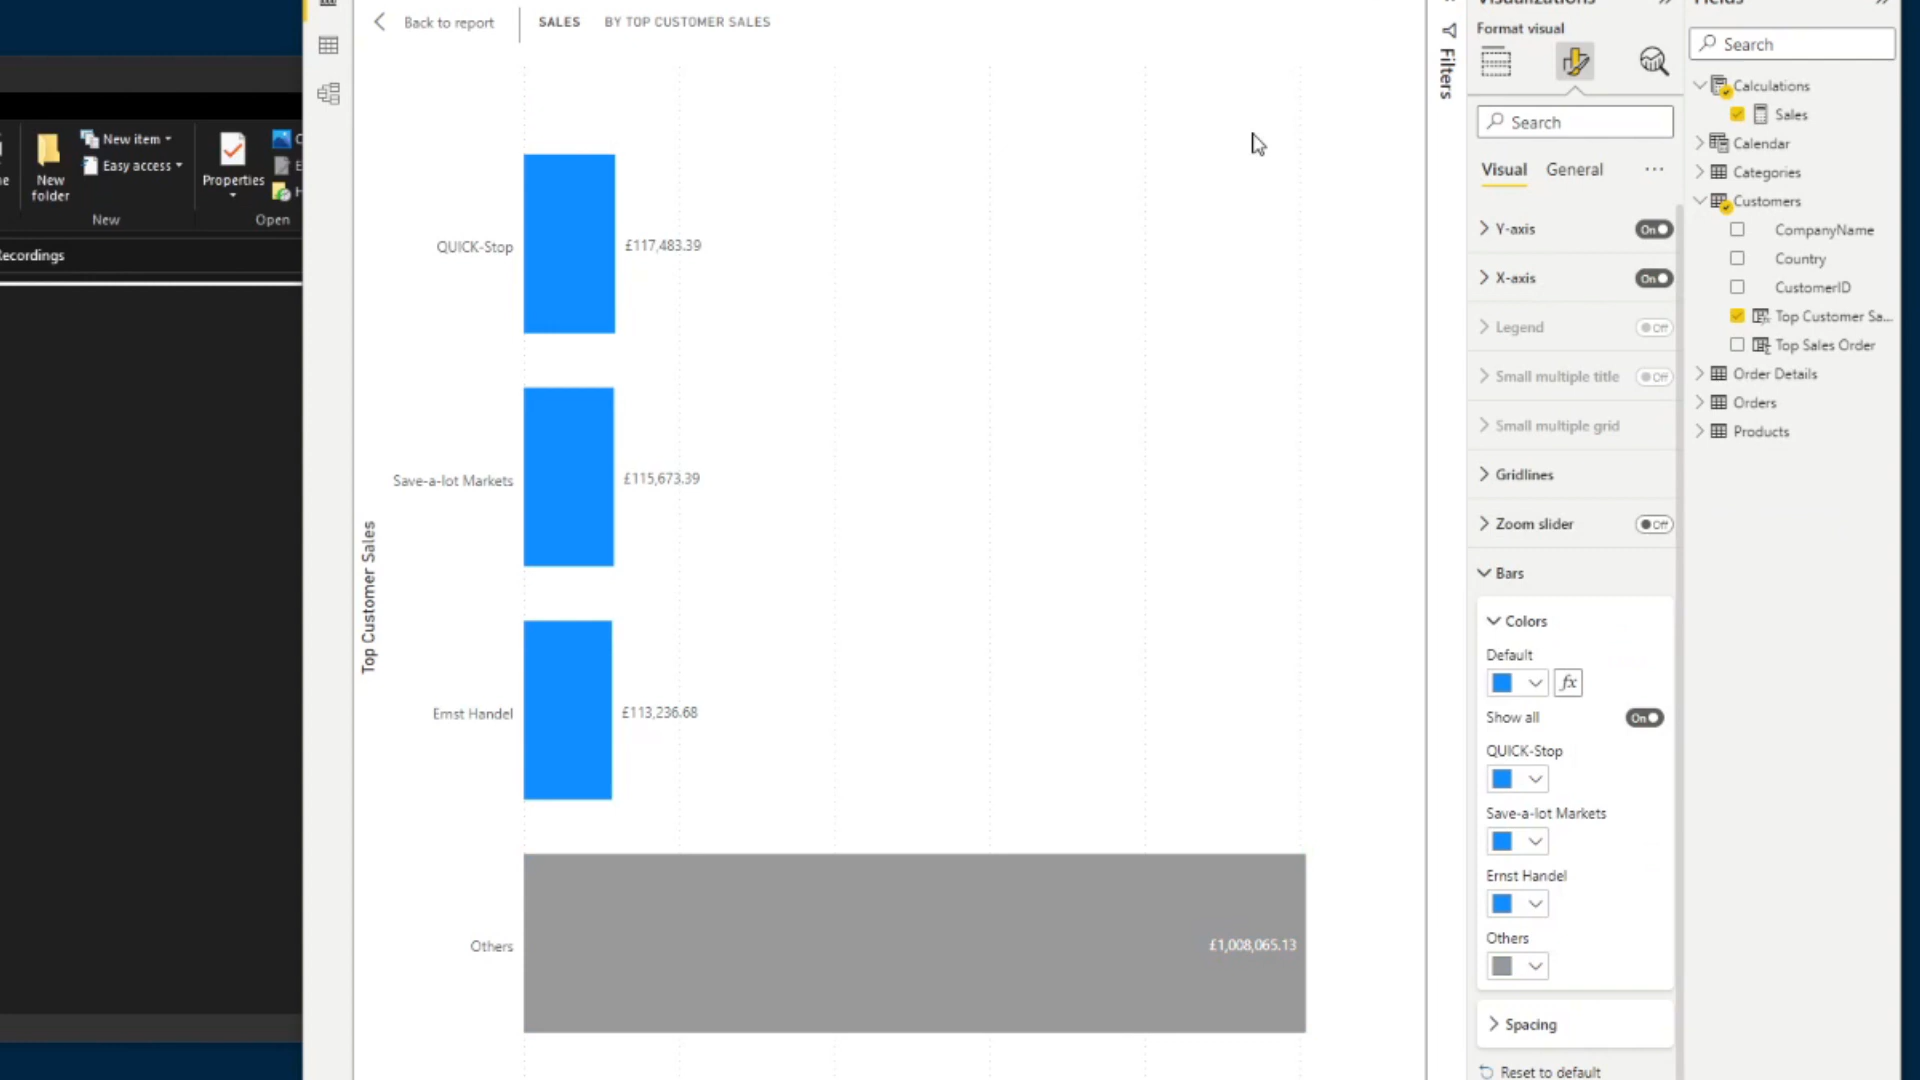 New item
Easy access
New
folder
Properties
New
Open
Recordings
Back to report
SALES
BY TOP CUSTOMER SALES
Top Customer Sales
QUICK-Stop
£117,483.39
Save-a-lot Markets
£115,673.39
Ernst Handel
£113,236.68
Others
£1,008,065.13
Filters
Visualizations
Format visual
Search
Visual
General
Y-axis
On
X-axis
On
Legend
Off
Small multiple title
Off
Small multiple grid
Gridlines
Zoom slider
Off
Bars
Colors
Default
fx
Show all
On
QUICK-Stop
Save-a-lot Markets
Ernst Handel
Others
Spacing
Reset to default
Fields
Search
Calculations
Sales
Calendar
Categories
Customers
CompanyName
Country
CustomerID
Top Customer Sa...
Top Sales Order
Order Details
Orders
Products